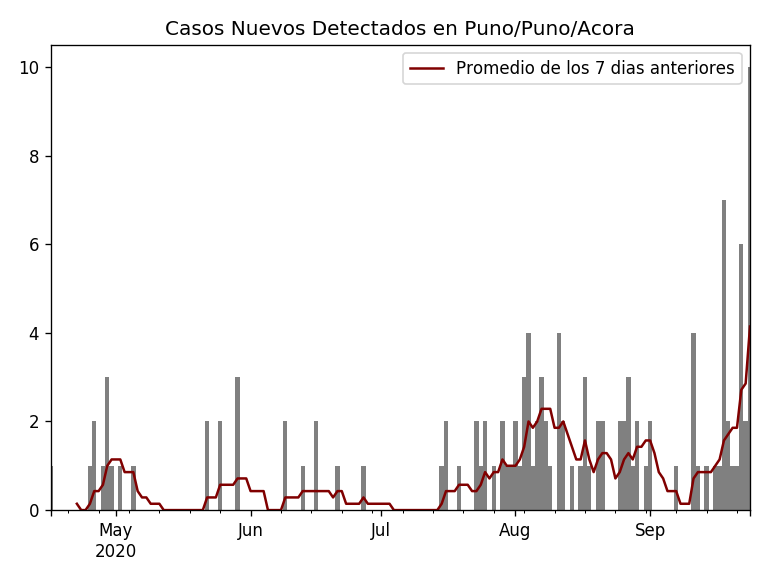 Casos Nuevos Detectados en Puno/Puno/Acora
Promedio de los 7 dias anteriores
10
8
6
4
2
0
May Jun Jul Aug Sep
2020